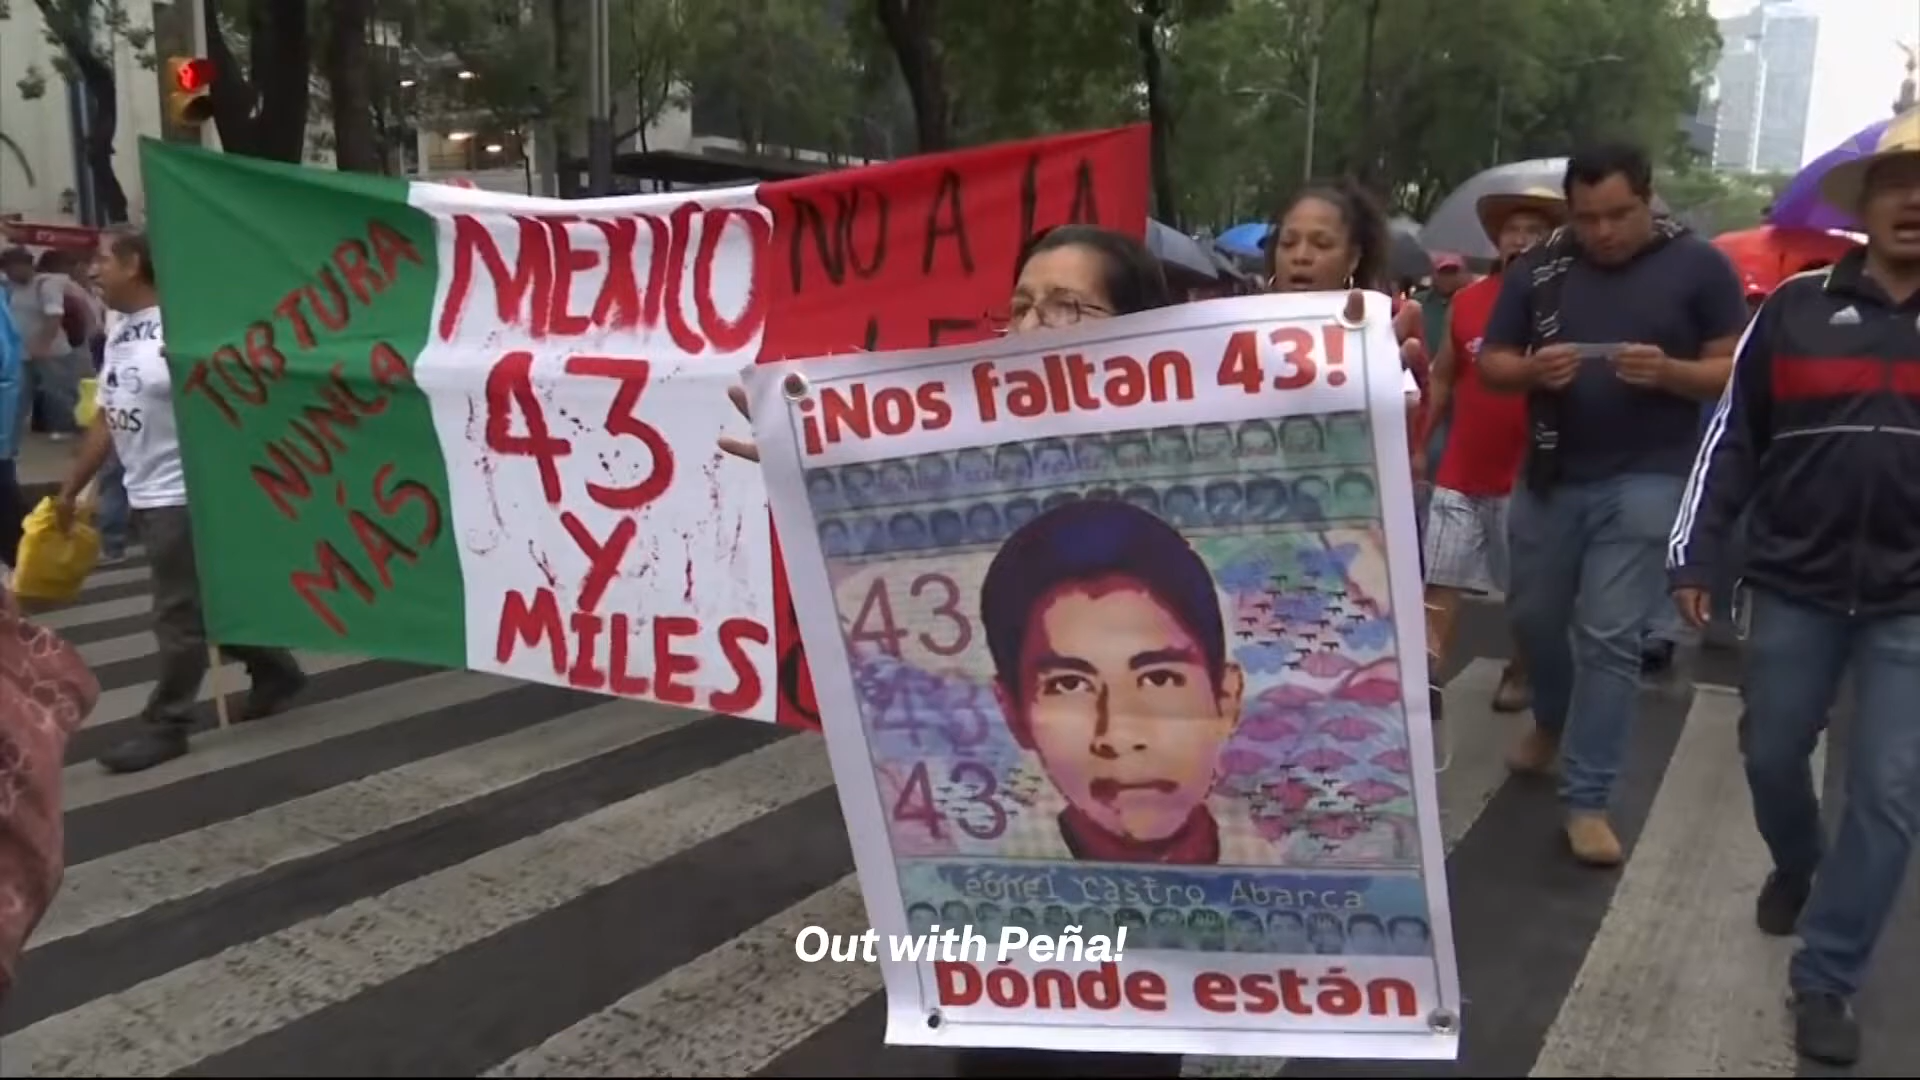 TORTURA
NUNCA
MÁS
MEXICO
43
Y
MILES
NO A LA
¡Nos faltan 43!
43
43
43
Castro Abarca
Out with Peña!
Dónde están